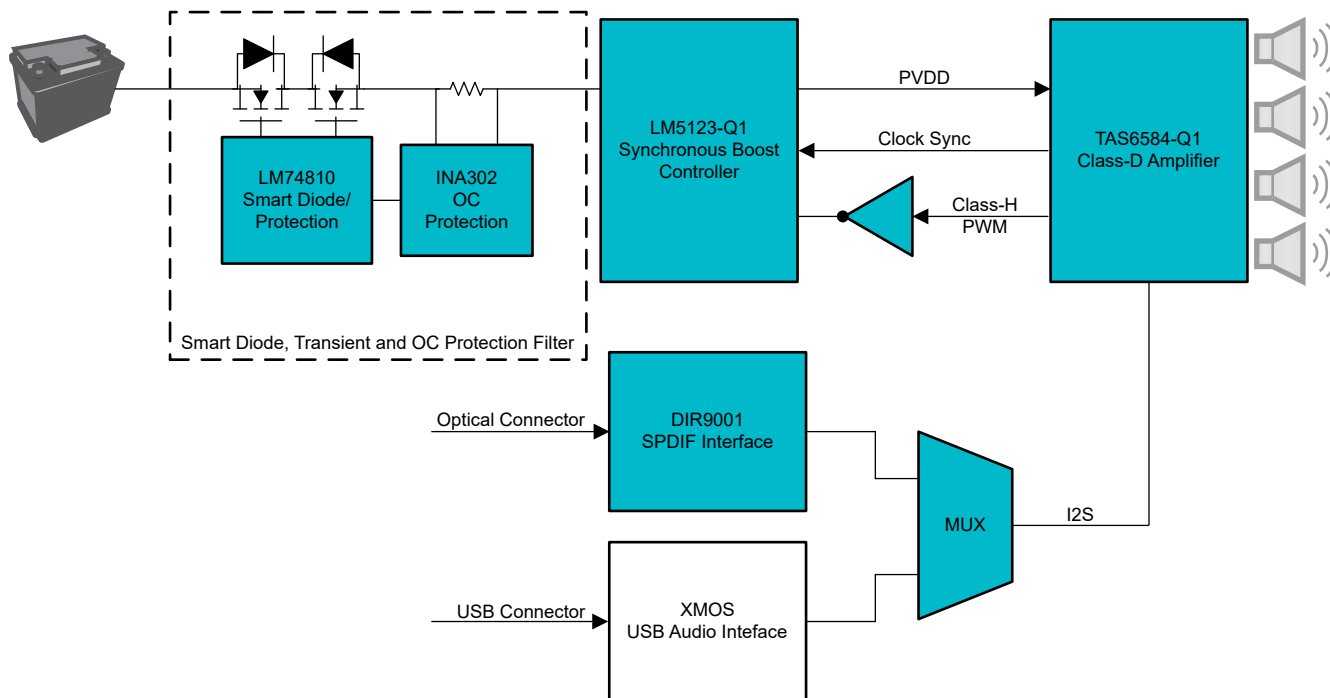 PVDD
LM5123-Q1
Synchronous Boost
Controller
Clock Sync
TAS6584-Q1
Class-D Amplifier
LM74810
Smart Diode/
Protection
INA302
OC
Protection
Class-H
PWM
Smart Diode, Transient and OC Protection Filter
Optical Connector
DIR9001
SPDIF Interface
MUX
I2S
USB Connector
XMOS
USB Audio Inteface